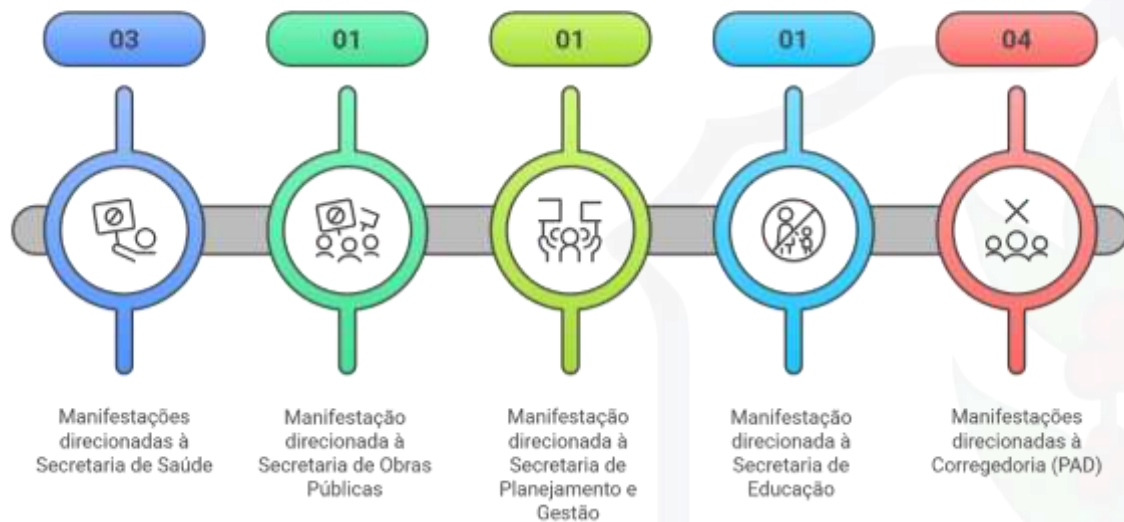 03
01
01
01
04
Manifestações
direcionadas à
Secretaria de Saúde
Manifestação
direcionada à
Secretaria de Obras
Públicas
Manifestação
direcionada à
Secretaria de
Planejamento e
Gestão
Manifestação
direcionada à
Secretaria de
Educação
Manifestações
direcionadas à
Corregedoria (PAD)